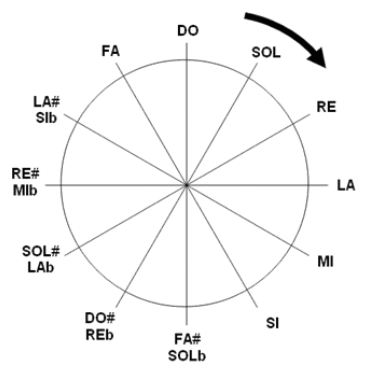 DO
SOL
RE
LA
MI
SI
FA#
SOLb
DO#
REb
SOL#
LAb
RE#
MIb
LA#
SIb
FA